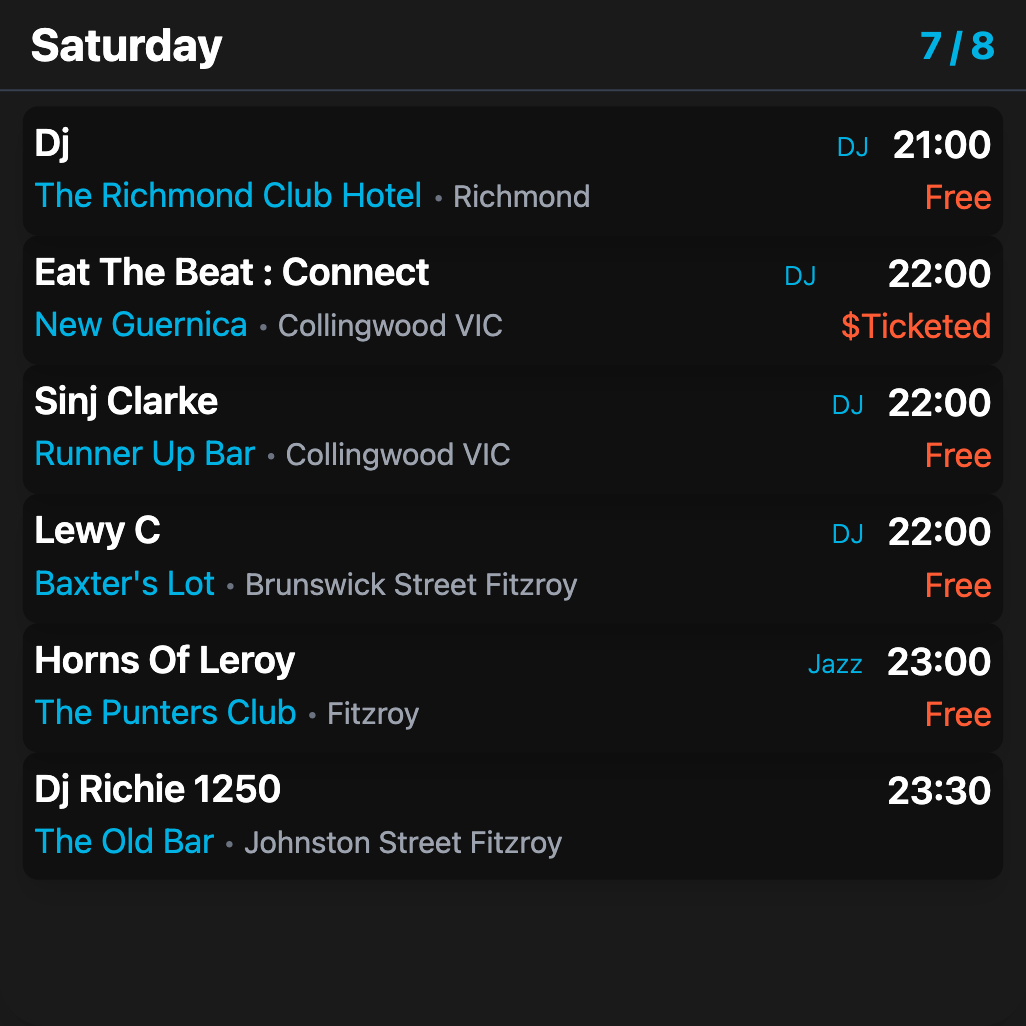 Saturday 7 / 8
Dj DJ 21:00
The Richmond Club Hotel • Richmond Free
Eat The Beat : Connect DJ 22:00
New Guernica • Collingwood VIC $Ticketed
Sinj Clarke DJ 22:00
Runner Up Bar • Collingwood VIC Free
Lewy C DJ 22:00
Baxter's Lot • Brunswick Street Fitzroy Free
Horns Of Leroy Jazz 23:00
The Punters Club • Fitzroy Free
Dj Richie 1250 23:30
The Old Bar • Johnston Street Fitzroy